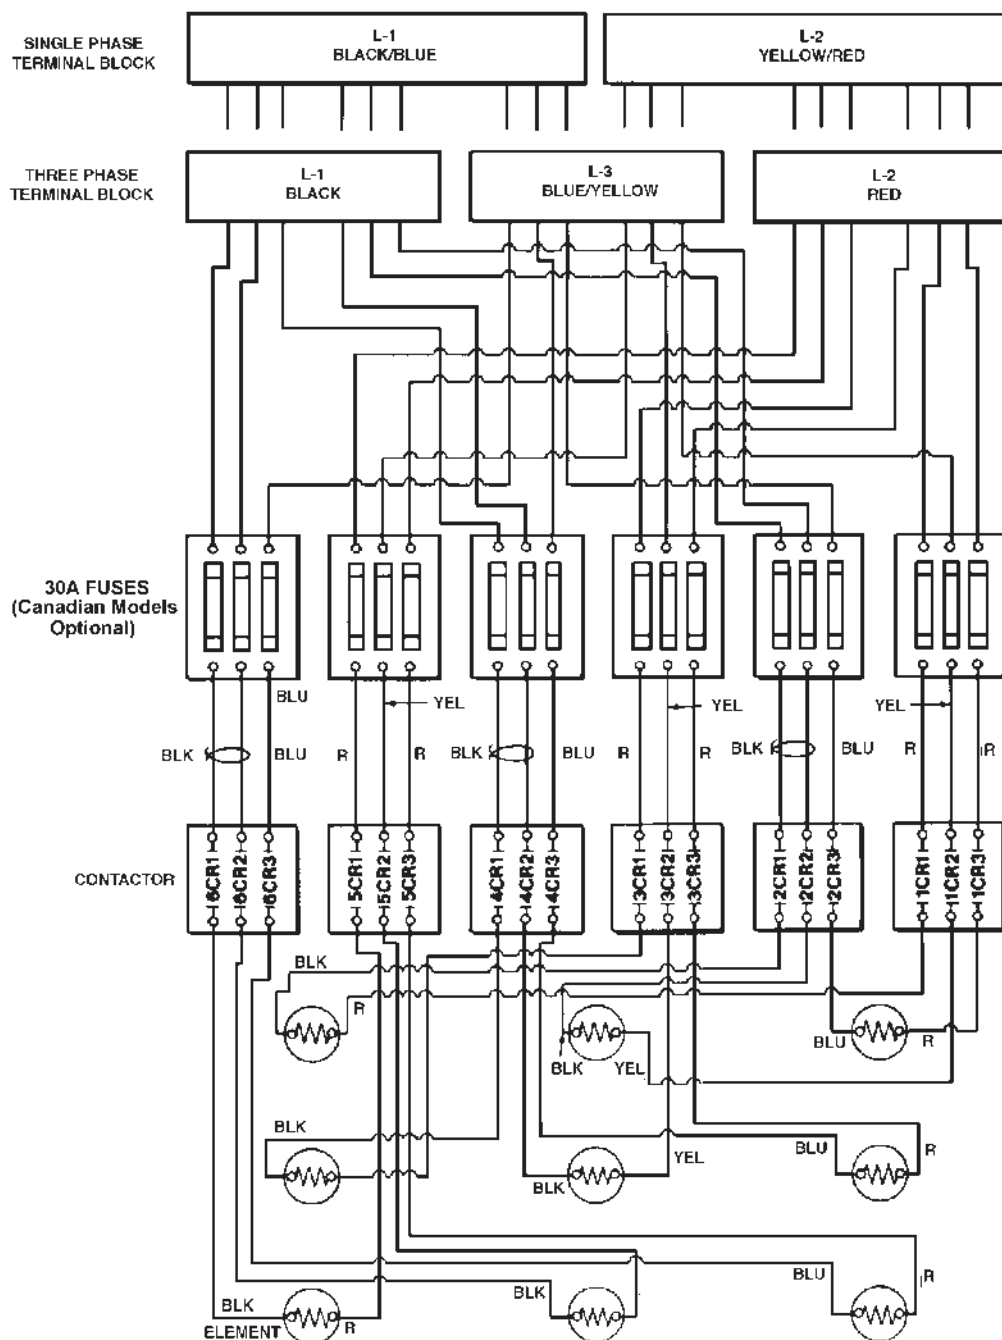 SINGLE PHASE
TERMINAL BLOCK
L-1
BLACK/BLUE
L-2
YELLOW/RED
THREE PHASE
TERMINAL BLOCK
L-1
BLACK
L-3
BLUE/YELLOW
L-2
RED
30A FUSES
(Canadian Models
Optional)
BLU
YEL
YEL
YEL
BLK
BLU
R
R
BLK
BLU
R
R
BLK
BLU
R
R
CONTACTOR
6CR1
6CR2
6CR3
5CR1
5CR2
5CR3
4CR1
4CR2
4CR3
3CR1
3CR2
3CR3
2CR1
2CR2
2CR3
1CR1
1CR2
1CR3
BLK
R
BLK
YEL
BLU
R
BLK
BLK
YEL
BLU
R
BLK
ELEMENT
R
BLK
BLU
R